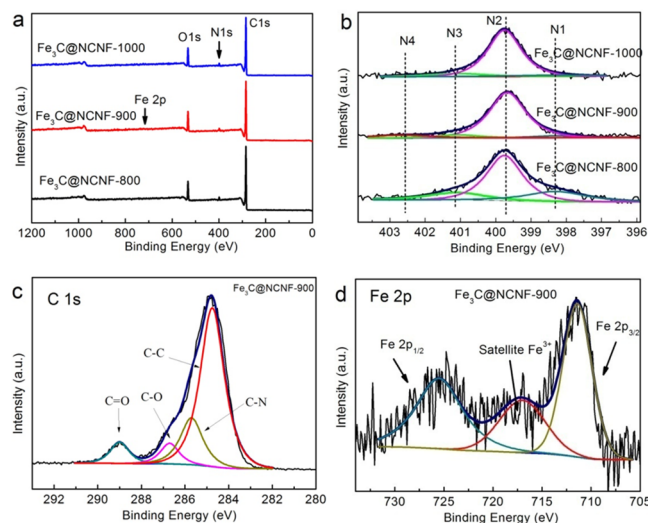 a
O1s
N1s
C1s
Fe₃C@NCNF-1000
Fe 2p
Fe₃C@NCNF-900
Fe₃C@NCNF-800
Intensity (a.u.)
1200 1000 800 600 400 200 0
Binding Energy (eV)
b
N4 N3 N2 N1
Fe₃C@NCNF-1000
Fe₃C@NCNF-900
Fe₃C@NCNF-800
Intensity (a.u.)
403 402 401 400 399 398 397 396
Binding Energy (eV)
c
C 1s
Fe₃C@NCNF-900
C-C
C=O
C-O
C-N
Intensity (a.u.)
292 290 288 286 284 282 280
Binding Energy (eV)
d
Fe 2p
Fe₃C@NCNF-900
Fe 2p₁/₂
Satellite Fe³⁺
Fe 2p₃/₂
Intensity (a.u.)
730 725 720 715 710 705
Binding Energy (eV)